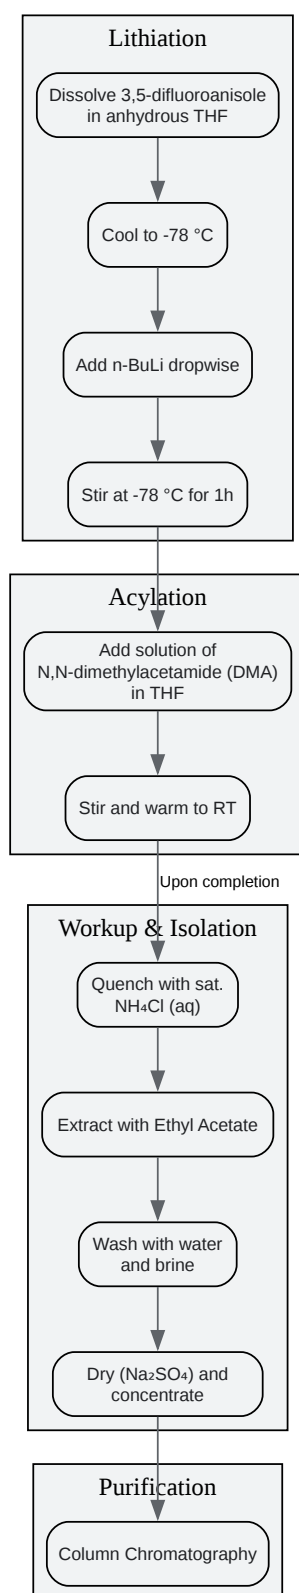 Lithiation
Dissolve 3,5-difluoroanisole
in anhydrous THF
Cool to -78 °C
Add n-BuLi dropwise
Stir at -78 °C for 1h
Acylation
Add solution of
N,N-dimethylacetamide (DMA)
in THF
Stir and warm to RT
Upon completion
Workup & Isolation
Quench with sat.
NH₄Cl (aq)
Extract with Ethyl Acetate
Wash with water
and brine
Dry (Na₂SO₄) and
concentrate
Purification
Column Chromatography